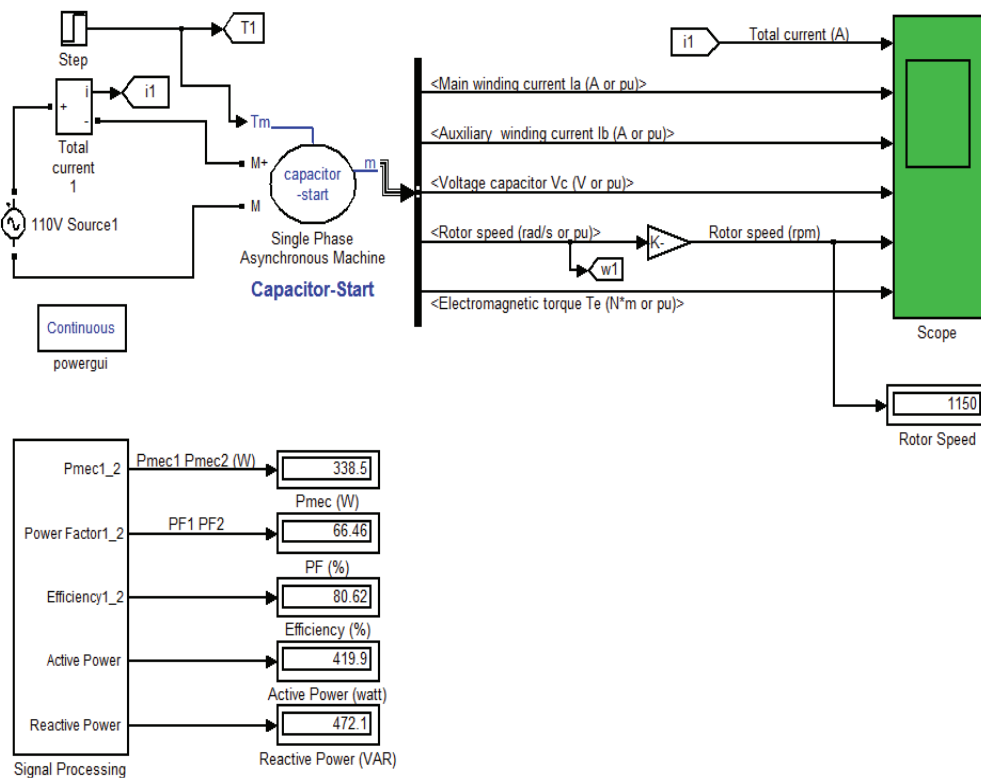 T1
Step
i1
Total current (A)
i
i1
+
-
Total
current
1
<Main winding current Ia (A or pu)>
Tm
<Auxiliary winding current Ib (A or pu)>
M+
capacitor
-start
m
<Voltage capacitor Vc (V or pu)>
M
110V Source1
Single Phase
Asynchronous Machine
Capacitor-Start
<Rotor speed (rad/s or pu)>
K-
Rotor speed (rpm)
w1
<Electromagnetic torque Te (N*m or pu)>
Scope
Continuous
powergui
1150
Rotor Speed
Pmec1_2
Pmec1 Pmec2 (W)
338.5
Pmec (W)
Power Factor1_2
PF1 PF2
66.46
PF (%)
Efficiency1_2
80.62
Efficiency (%)
Active Power
419.9
Active Power (watt)
Reactive Power
472.1
Reactive Power (VAR)
Signal Processing